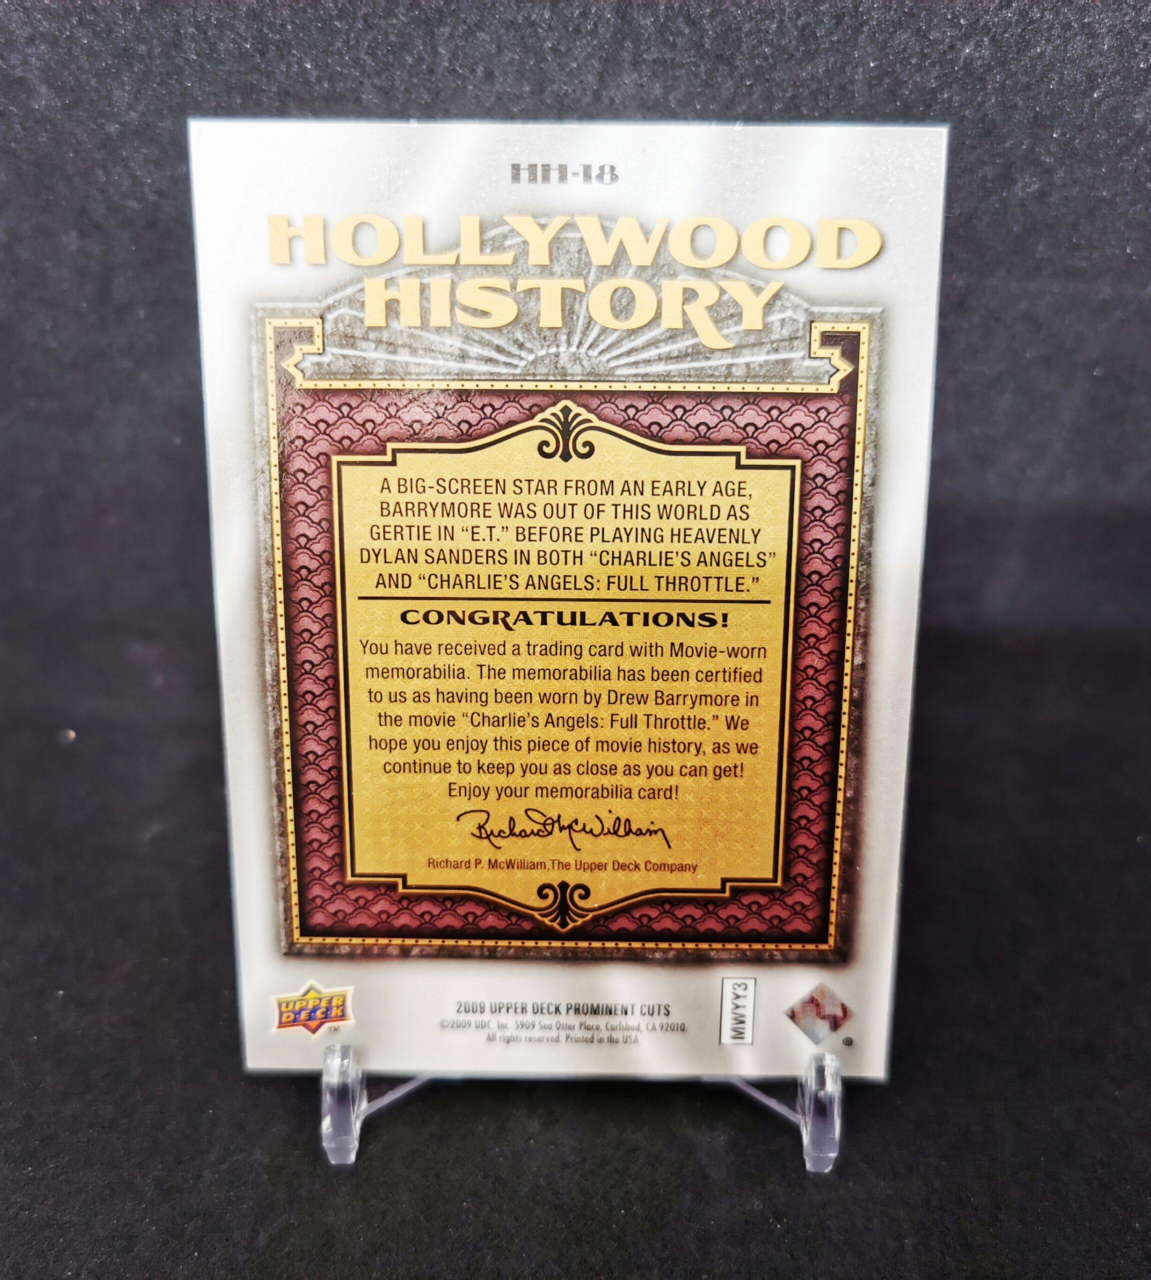 HH-18
HOLLYWOOD
HISTORY
A BIG-SCREEN STAR FROM AN EARLY AGE,
BARRYMORE WAS OUT OF THIS WORLD AS
GERTIE IN “E.T.” BEFORE PLAYING HEAVENLY
DYLAN SANDERS IN BOTH “CHARLIE’S ANGELS”
AND “CHARLIE’S ANGELS: FULL THROTTLE.”
CONGRATULATIONS!
You have received a trading card with Movie-worn
memorabilia. The memorabilia has been certified
to us as having been worn by Drew Barrymore in
the movie “Charlie’s Angels: Full Throttle.” We
hope you enjoy this piece of movie history, as we
continue to keep you as close as you can get!
Enjoy your memorabilia card!
Richard McWilliam
Richard P. McWilliam, The Upper Deck Company
UPPER
DECK
TM
2009 UPPER DECK PROMINENT CUTS
©2009 UDC, Inc. 5909 Sea Otter Place, Carlsbad, CA 92010.
All rights reserved. Printed in the USA
MWYY3
®